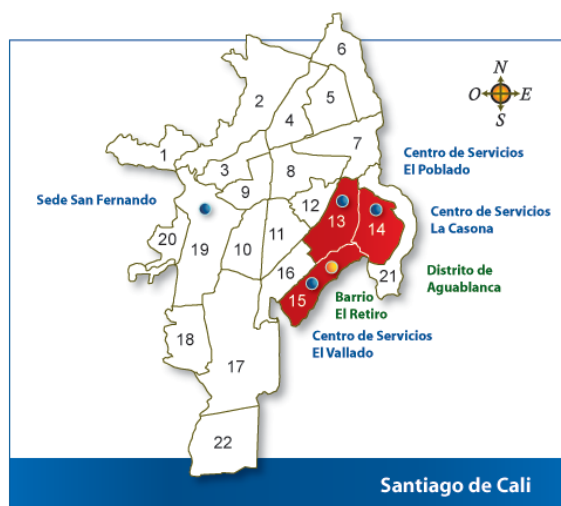 6
N
O
E
S
2
5
4
7
1
3
8
Centro de Servicios
El Poblado
9
Sede San Fernando
12
13
14
Centro de Servicios
La Casona
20
19
10
11
16
21
Distrito de
Aguablanca
15
Barrio
El Retiro
Centro de Servicios
El Vallado
18
17
22
Santiago de Cali